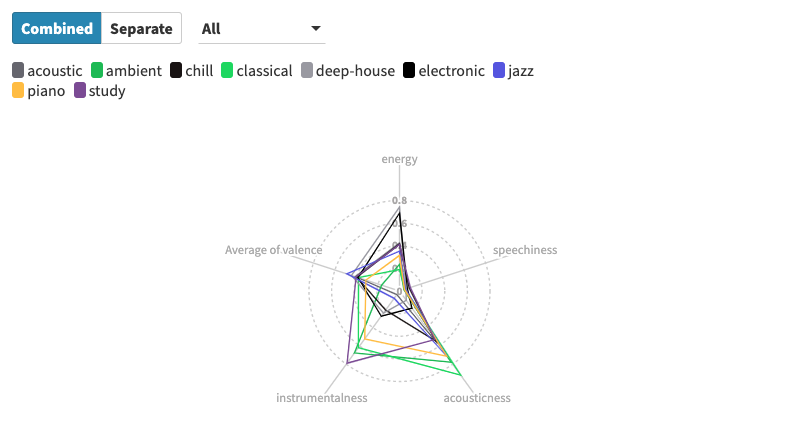 Combined Separate All
acoustic ambient chill classical deep-house electronic jazz
piano study
energy
0.8
Average of valence speechiness
0
instrumentalness acousticness